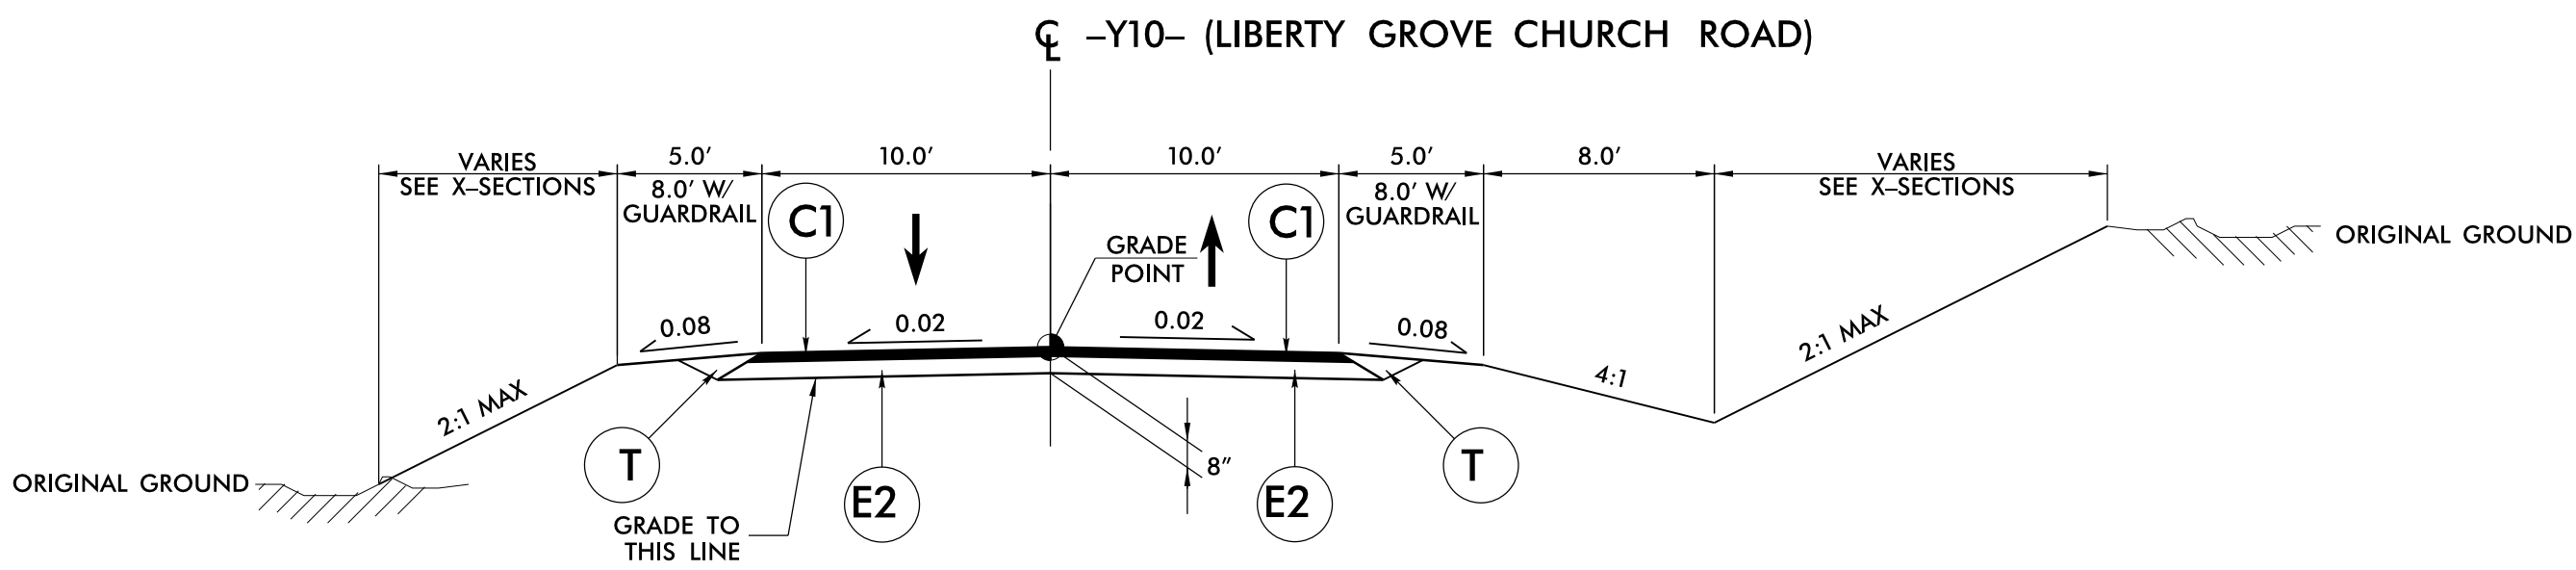 ℄ –Y10– (LIBERTY GROVE CHURCH ROAD)
VARIES
SEE X–SECTIONS
5.0'
8.0' W/
GUARDRAIL
10.0'
10.0'
5.0'
8.0' W/
GUARDRAIL
8.0'
VARIES
SEE X–SECTIONS
C1
C1
GRADE
POINT
ORIGINAL GROUND
0.08
0.02
0.02
0.08
2:1 MAX
4:1
2:1 MAX
T
T
8"
ORIGINAL GROUND
E2
E2
GRADE TO
THIS LINE